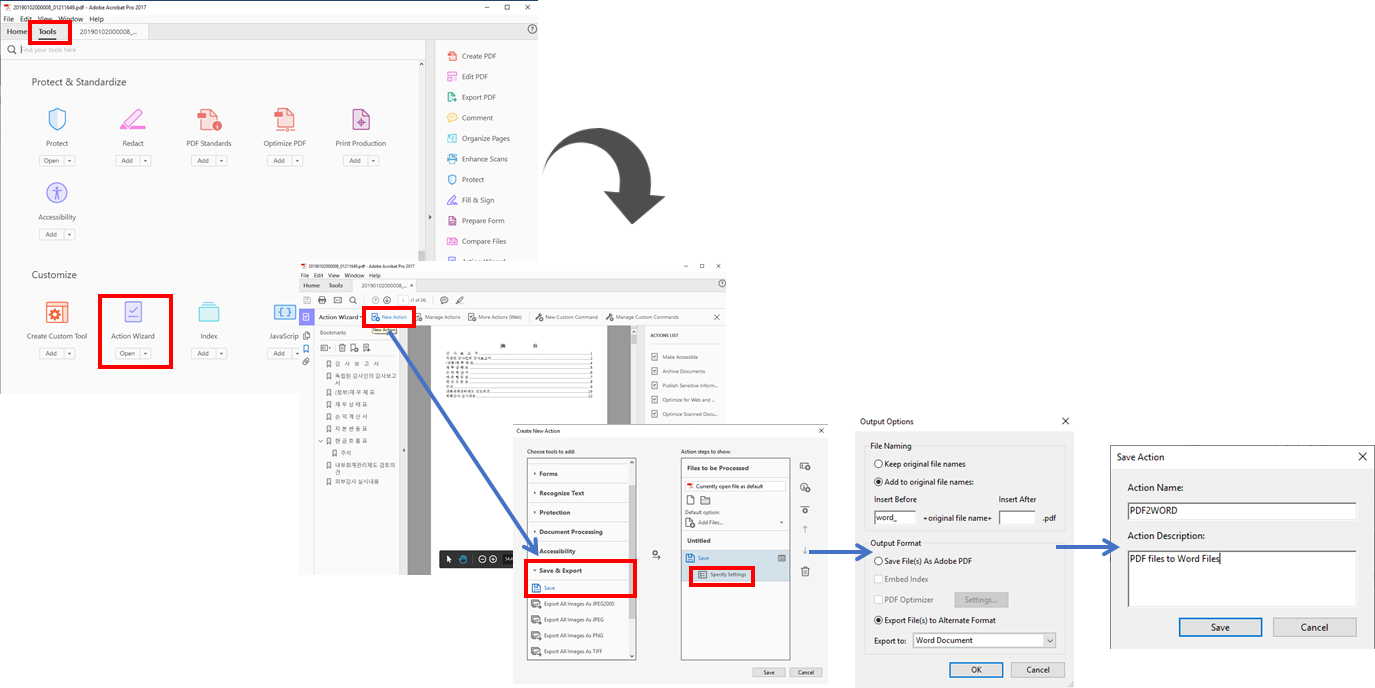 20190102000008_01211649.pdf - Adobe Acrobat Pro 2017
File Edit View Window Help
Home Tools 20190102000008_...
Find your tools here
Protect & Standardize
Protect
Redact
PDF Standards
Optimize PDF
Print Production
Open
Add
Add
Add
Add
Accessibility
Add
Customize
Create Custom Tool
Action Wizard
Index
JavaScrip
Add
Open
Add
Add
Create PDF
Edit PDF
Export PDF
Comment
Organize Pages
Enhance Scans
Protect
Fill & Sign
Prepare Form
Compare Files
Action Wizard
20190102000008_01211649.pdf - Adobe Acrobat Pro 2017
File Edit View Window Help
Home Tools 20190102000008_... ×
(1 of 24)
Action Wizard New Action Manage Actions More Actions (Web) New Custom Command Manage Custom Commands
New Action
Bookmarks
감 사 보 고 서
독립된 감사인의 감사보고
서
(첨부)재 무 제 표
재 무 상 태 표
손 익 계 산 서
자 본 변 동 표
현 금 흐 름 표
주석
내부회계관리제도 검토의
견
외부감사 실시내용
목 차
ACTIONS LIST
Make Accessible
Archive Documents
Publish Sensitive Inform...
Optimize for Web and ...
Optimize Scanned Docu...
Create New Action
Choose tools to add:
Forms
Recognize Text
Protection
Document Processing
Accessibility
Save & Export
Save
Export All Images As JPEG2000
Export All Images As JPEG
Export All Images As PNG
Export All Images As TIFF
Action steps to show:
Files to be Processed
Currently open file as default
Default option:
Add Files...
Untitled
Save
Specify Settings
Save Cancel
Output Options
File Naming
Keep original file names
Add to original file names:
Insert Before Insert After
word_ +original file name+ .pdf
Output Format
Save File(s) As Adobe PDF
Embed Index
PDF Optimizer Settings...
Export File(s) to Alternate Format
Export to: Word Document
OK Cancel
Save Action
Action Name:
PDF2WORD
Action Description:
PDF files to Word Files
Save Cancel